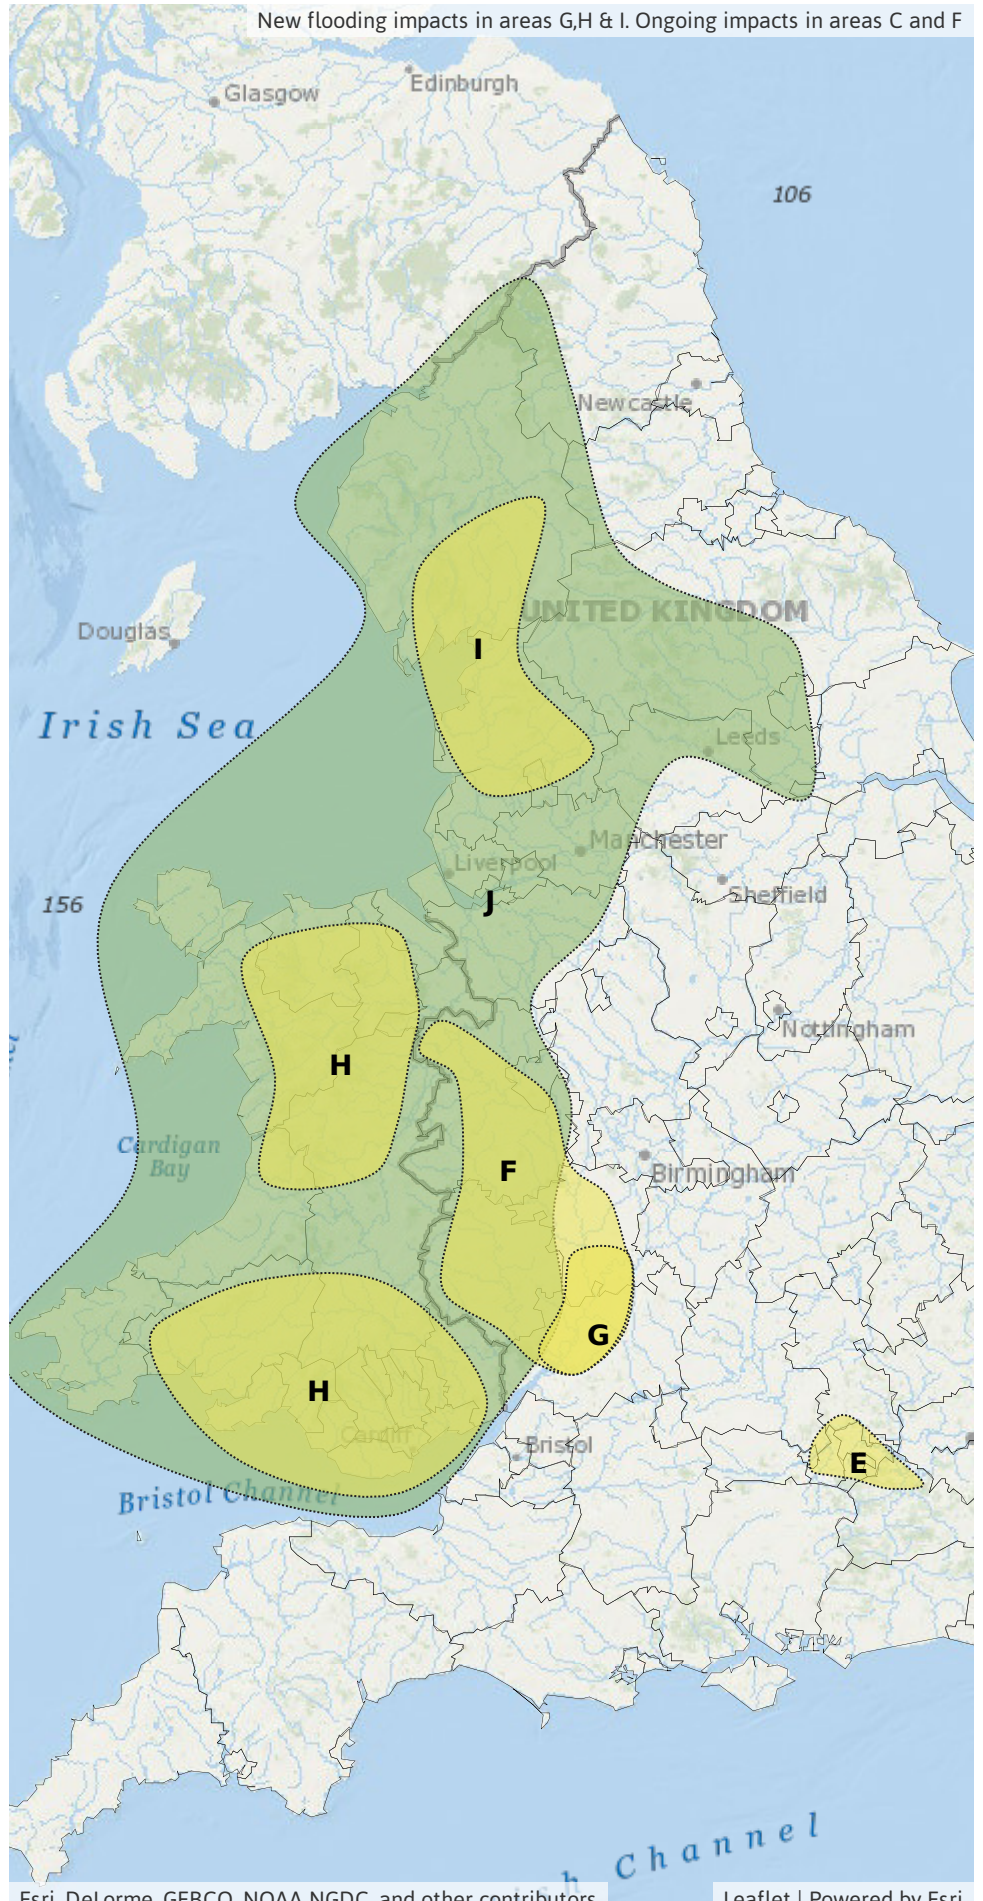 New flooding impacts in areas G,H & I. Ongoing impacts in areas C and F
Edinburgh
Glasgow
106
Newcastle
UNITED KINGDOM
Douglas
I
Irish Sea
Leeds
Manchester
Liverpool
Sheffield
J
156
Nottingham
H
Cardigan
Bay
F
Birmingham
G
H
Cardiff
Bristol
E
Bristol Channel
Channel
Esri, DeLorme, GEBCO, NOAA NGDC, and other contributors
Leaflet | Powered by Esri